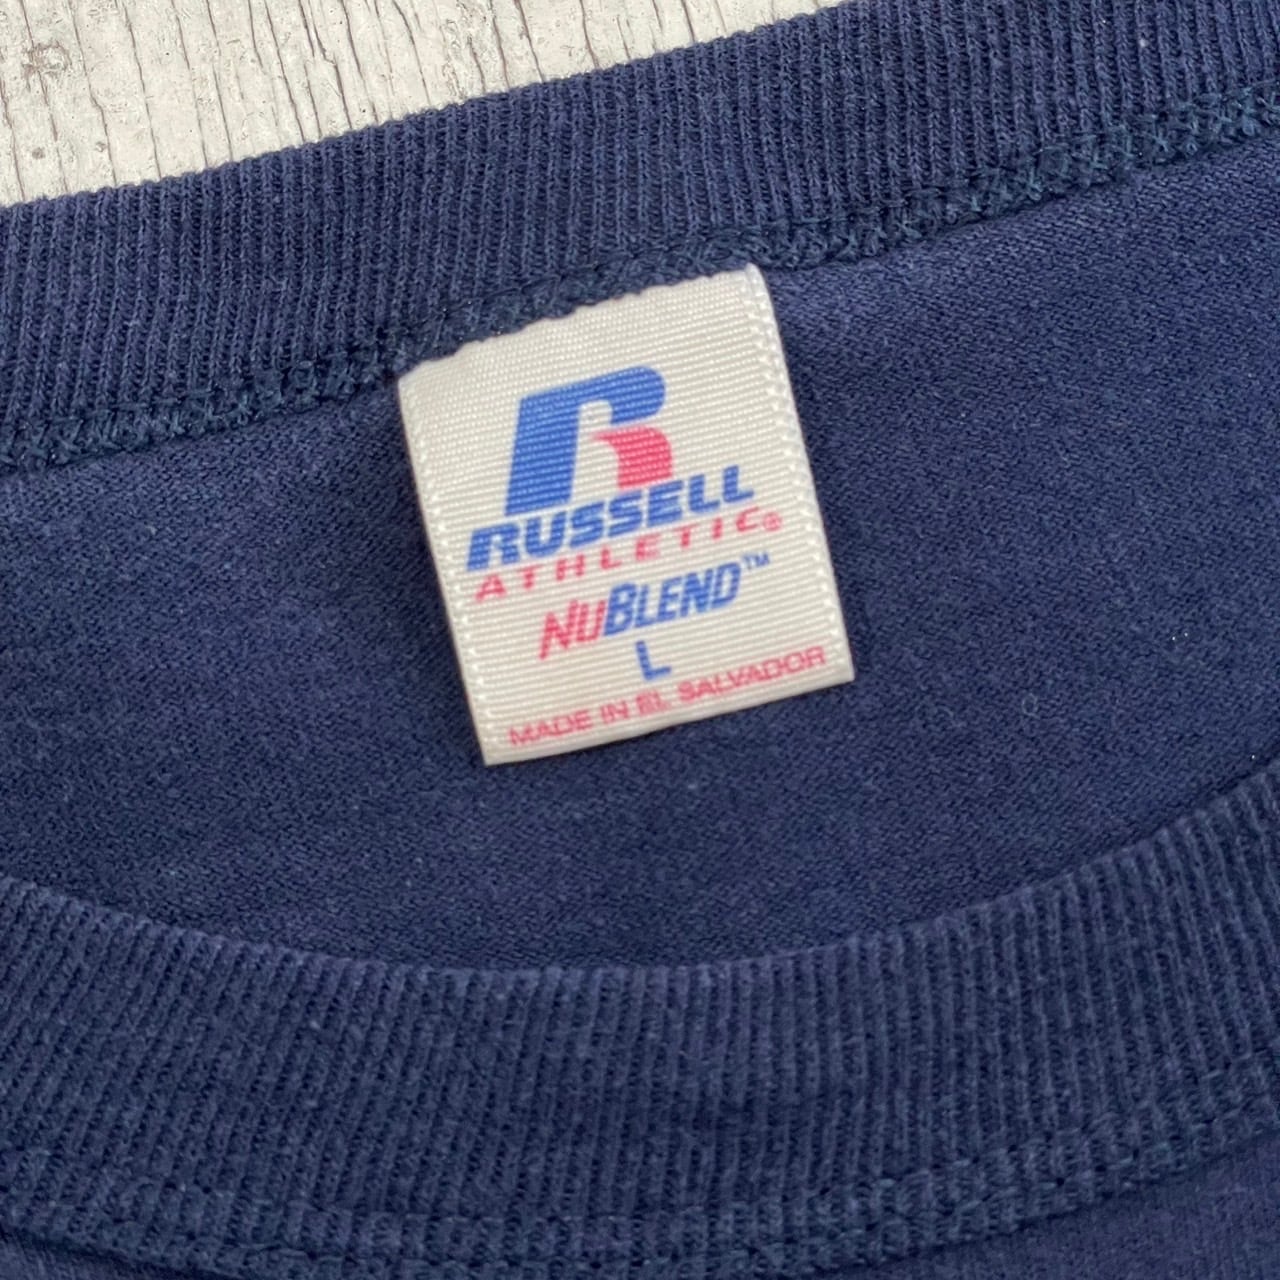 R
RUSSELL
ATHLETIC®
NUBLEND™
L
MADE IN EL SALVADOR